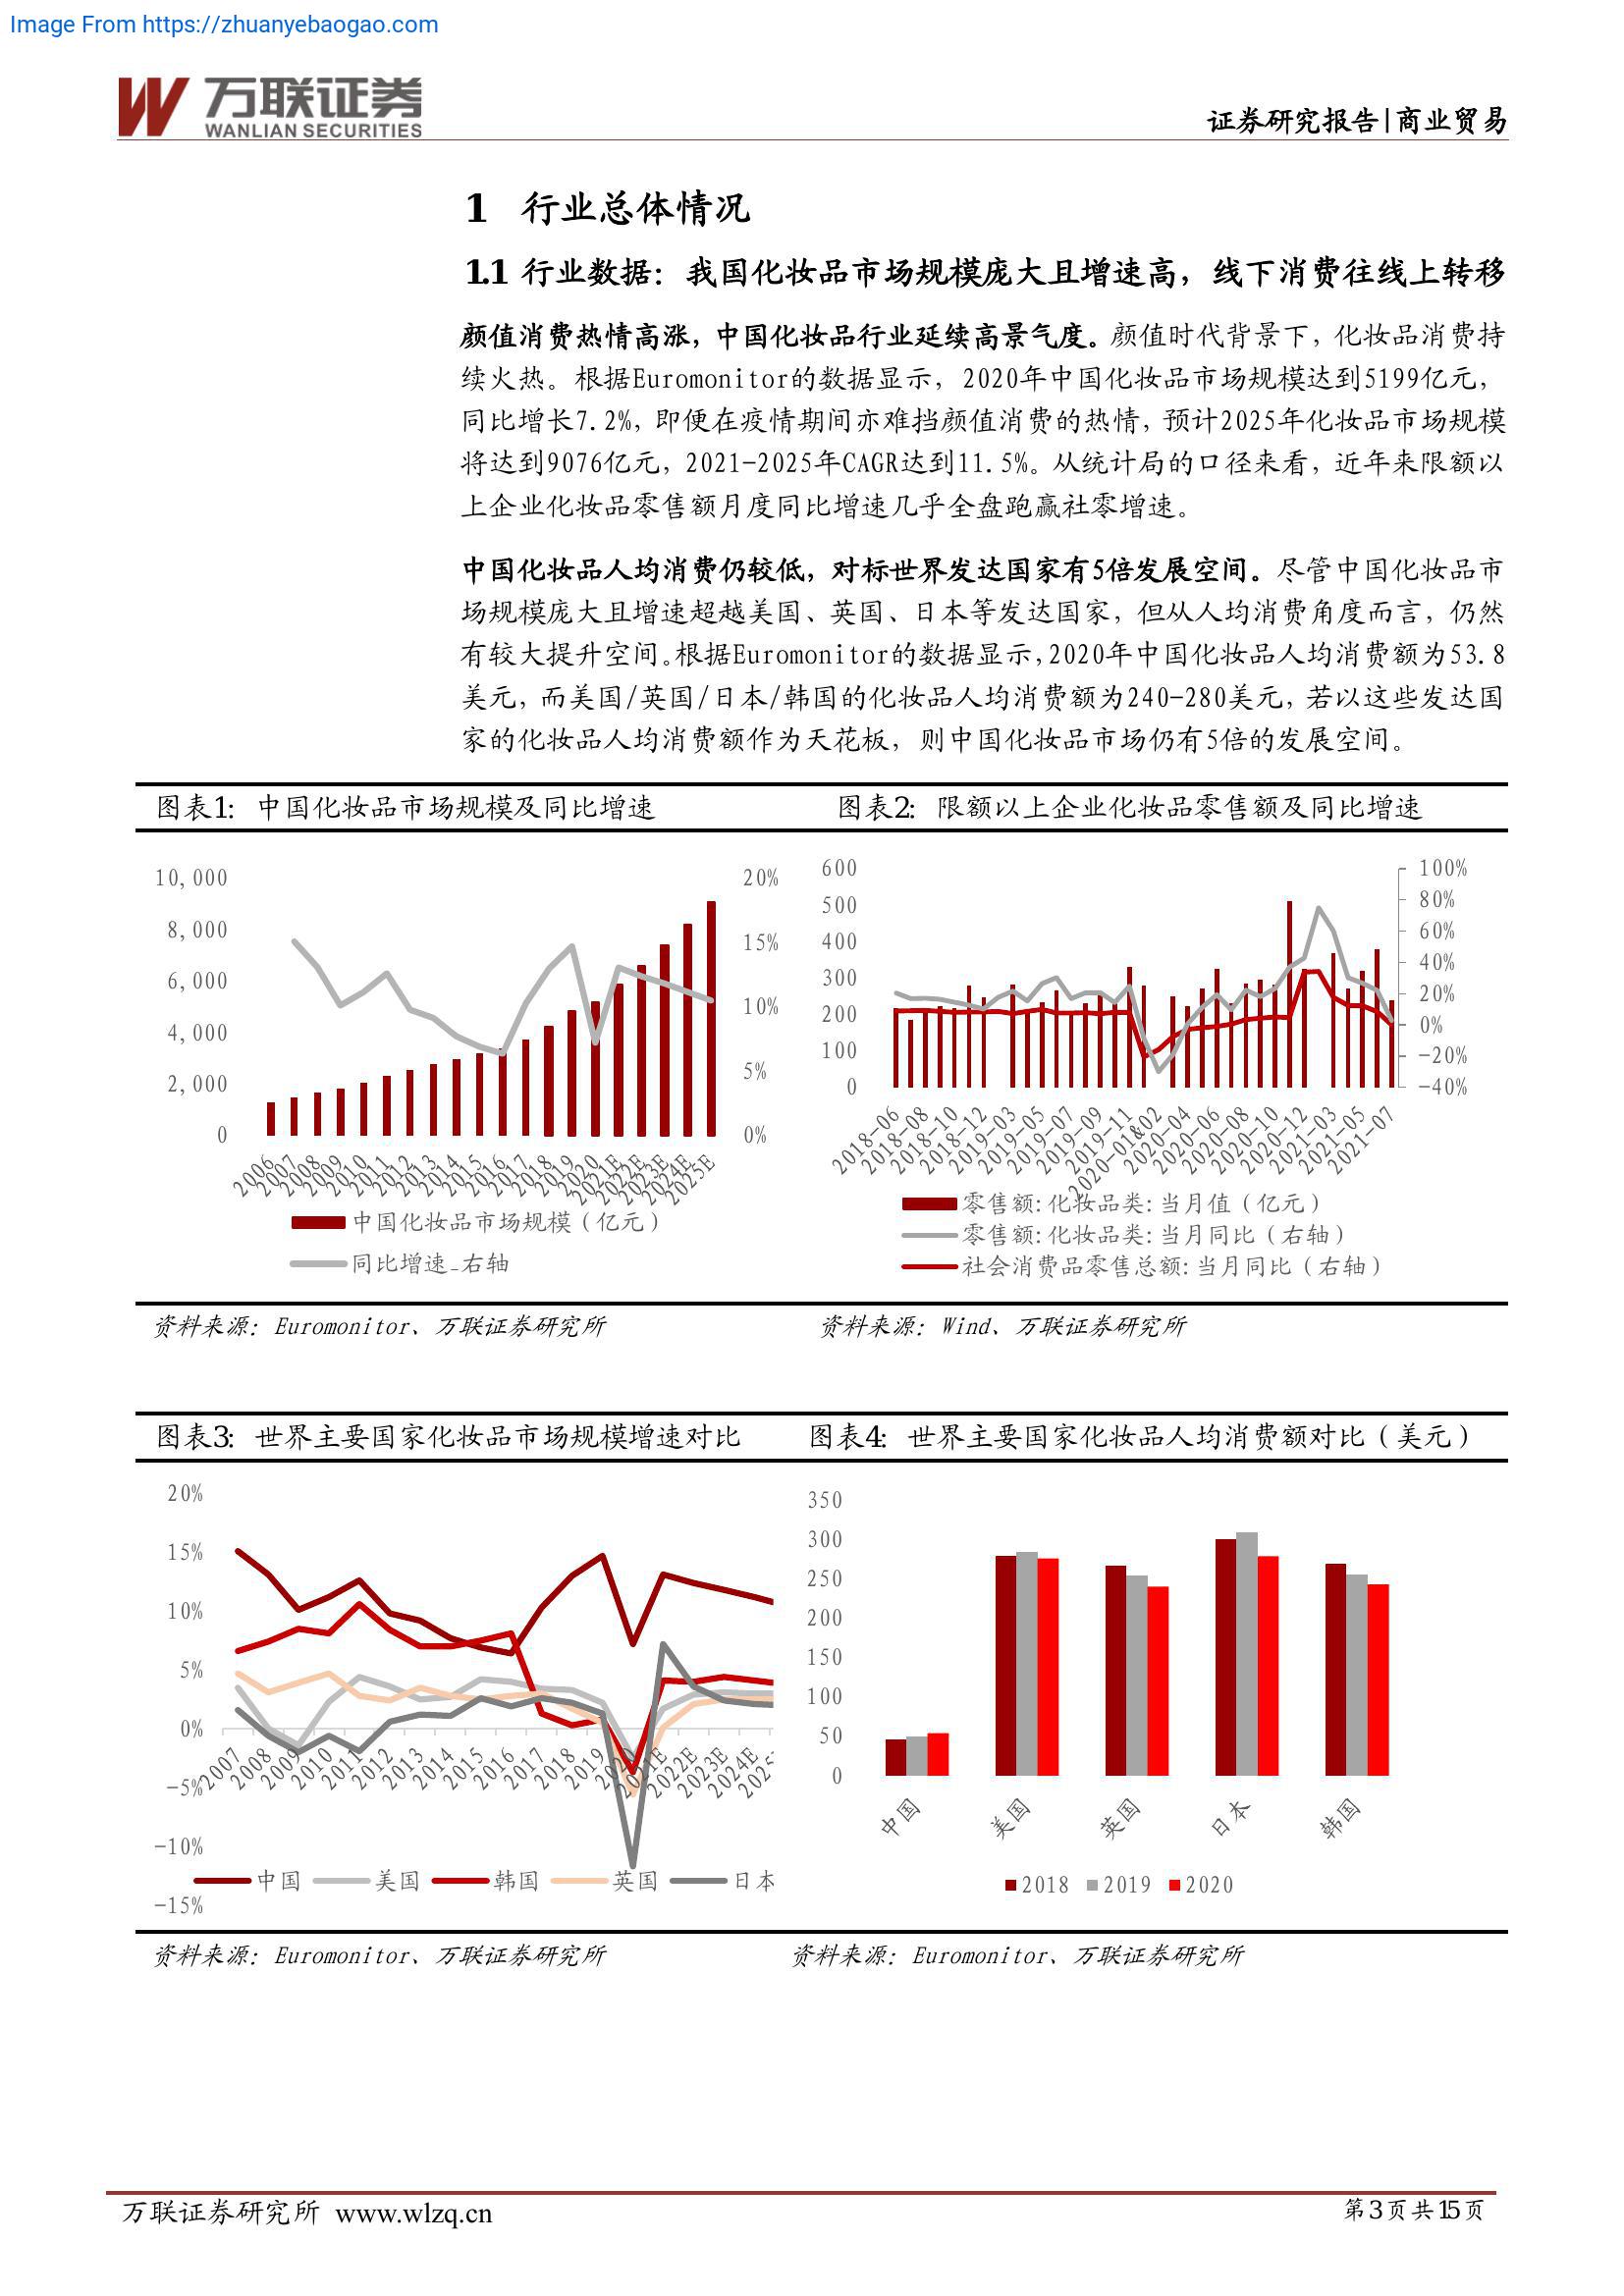 Image From https://zhuanyebaogao.com
万联证券
WANLIAN SECURITIES
证券研究报告|商业贸易
1 行业总体情况
1.1 行业数据：我国化妆品市场规模庞大且增速高，线下消费往线上转移
颜值消费热情高涨，中国化妆品行业延续高景气度。颜值时代背景下，化妆品消费持
续火热。根据Euromonitor的数据显示，2020年中国化妆品市场规模达到5199亿元，
同比增长7.2%，即便在疫情期间亦难挡颜值消费的热情，预计2025年化妆品市场规模
将达到9076亿元，2021-2025年CAGR达到11.5%。从统计局的口径来看，近年来限额以
上企业化妆品零售额月度同比增速几乎全盘跑赢社零增速。
中国化妆品人均消费仍较低，对标世界发达国家有5倍发展空间。尽管中国化妆品市
场规模庞大且增速超越美国、英国、日本等发达国家，但从人均消费角度而言，仍然
有较大提升空间。根据Euromonitor的数据显示，2020年中国化妆品人均消费额为53.8
美元，而美国/英国/日本/韩国的化妆品人均消费额为240-280美元，若以这些发达国
家的化妆品人均消费额作为天花板，则中国化妆品市场仍有5倍的发展空间。
图表1：中国化妆品市场规模及同比增速
10,000
8,000
6,000
4,000
2,000
0
20%
15%
10%
5%
0%
2006 2007 2008 2009 2010 2011 2012 2013 2014 2015 2016 2017 2018 2019 2020 2021E 2022E 2023E 2024E 2025E
中国化妆品市场规模（亿元）
同比增速_右轴
资料来源：Euromonitor、万联证券研究所
图表2：限额以上企业化妆品零售额及同比增速
600
500
400
300
200
100
0
100%
80%
60%
40%
20%
0%
-20%
-40%
2018-06 2018-08 2018-10 2018-12 2019-03 2019-05 2019-07 2019-09 2019-11 2020-01&02 2020-04 2020-06 2020-08 2020-10 2020-12 2021-03 2021-05 2021-07
零售额:化妆品类:当月值（亿元）
零售额:化妆品类:当月同比（右轴）
社会消费品零售总额:当月同比（右轴）
资料来源：Wind、万联证券研究所
图表3：世界主要国家化妆品市场规模增速对比
20%
15%
10%
5%
0%
-5%
-10%
-15%
2007 2008 2009 2010 2011 2012 2013 2014 2015 2016 2017 2018 2019 2020 2021E 2022E 2023E 2024E 2025
中国 美国 韩国 英国 日本
资料来源：Euromonitor、万联证券研究所
图表4：世界主要国家化妆品人均消费额对比（美元）
350
300
250
200
150
100
50
0
中国 美国 英国 日本 韩国
2018 2019 2020
资料来源：Euromonitor、万联证券研究所
万联证券研究所 www.wlzq.cn
第3页共15页